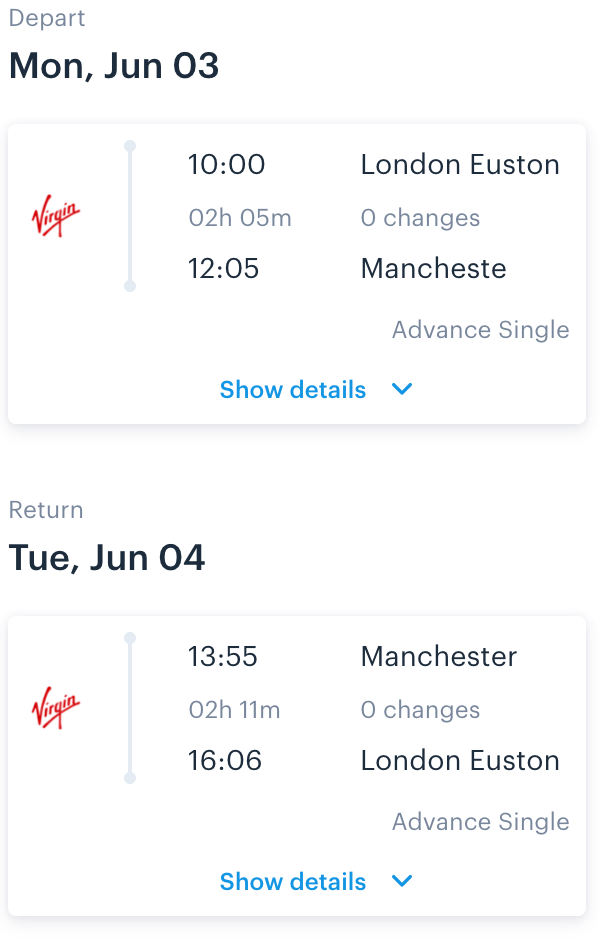 Depart
Mon, Jun 03
10:00 London Euston
Virgin
02h 05m 0 changes
12:05 Mancheste
Advance Single
Show details
Return
Tue, Jun 04
13:55 Manchester
Virgin
02h 11m 0 changes
16:06 London Euston
Advance Single
Show details